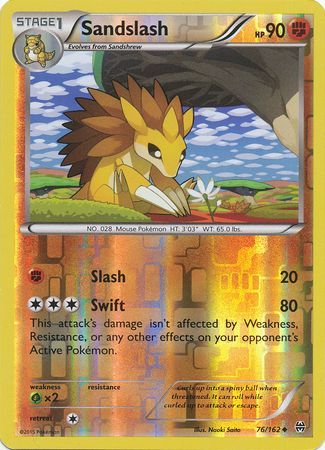 STAGE1
Sandslash
HP 90
Evolves from Sandshrew
NO. 028 Mouse Pokémon HT: 3'03" WT: 65.0 lbs.
Slash 20
Swift 80
This attack's damage isn't affected by Weakness,
Resistance, or any other effects on your opponent's
Active Pokémon.
weakness
resistance
×2
retreat
Curls up into a spiny ball when
threatened. It can roll while
curled up to attack or escape.
©2015 Pokémon
Illus. Naoki Saito
76/162